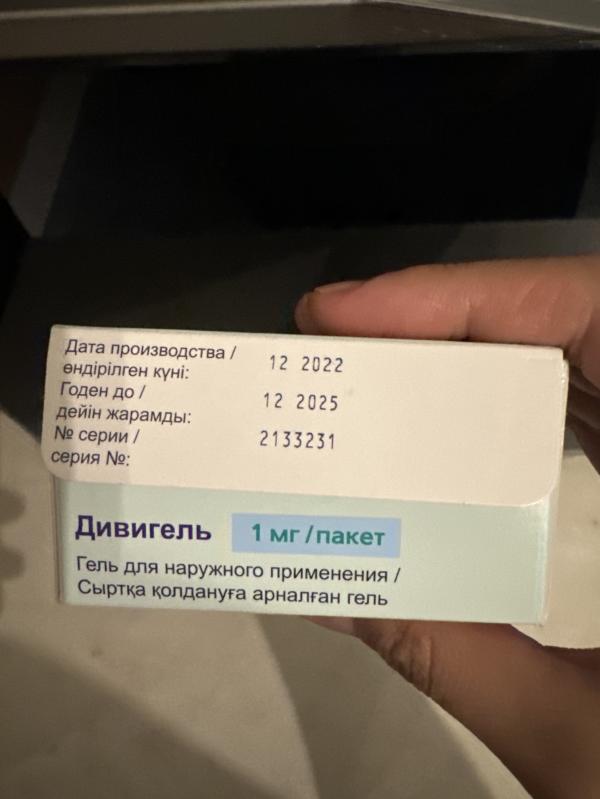 Дата производства / 12 2022
өндірілген күні:
Годен до / 12 2025
дейін жарамды:
№ серии / 2133231
серия №:
Дивигель 1 мг/пакет
Гель для наружного применения /
Сыртқа қолдануға арналған гель